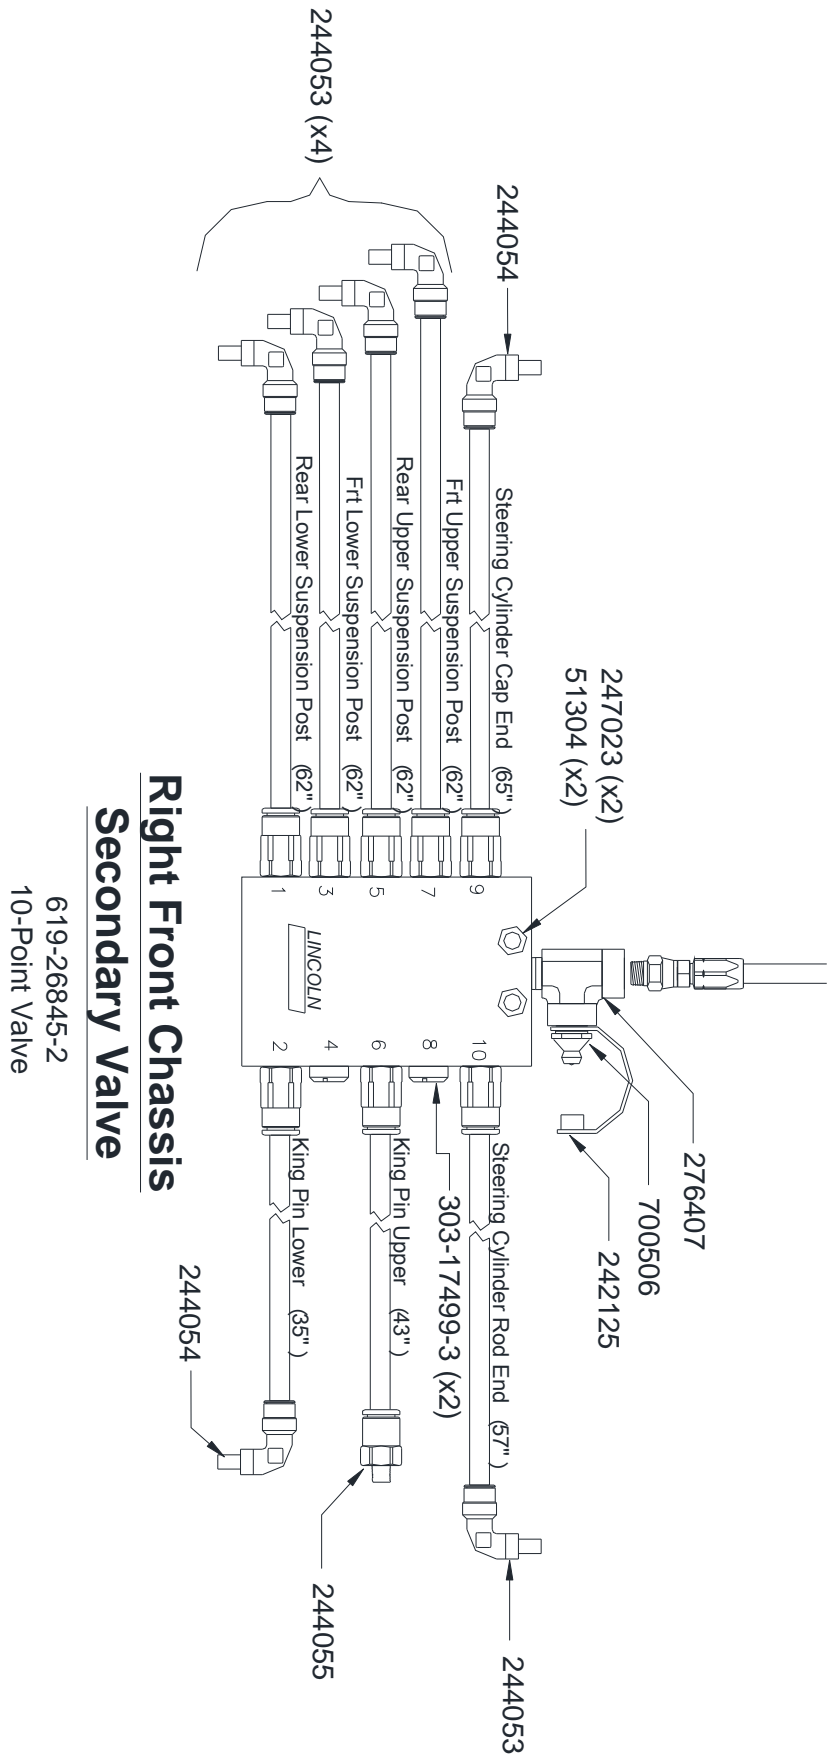 244053 (x4)
244054
Steering Cylinder Cap End (65")
Frt Upper Suspension Post (62")
Rear Upper Suspension Post (62")
Frt Lower Suspension Post (62")
Rear Lower Suspension Post (62")
247023 (x2)
51304 (x2)
276407
700506
242125
9
7
5
3
1
LINCOLN
10
8
6
4
2
Steering Cylinder Rod End (57")
303-17499-3 (x2)
King Pin Upper (43")
King Pin Lower (35")
244053
244055
244054
Right Front Chassis
Secondary Valve
619-26845-2
10-Point Valve